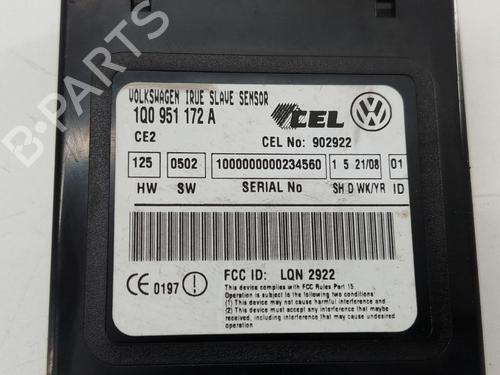 VOLKSWAGEN IRUE SLAVE SENSOR
1Q0 951 172 A
CEL
CE2
CEL No: 902922
125 0502 1000000000234560 1 5 21/08 01
HW SW SERIAL No SH D WK/YR ID
CE 0197
FCC ID: LQN 2922
This device complies with FCC Rules Part 15.
Operation is subject to the following two conditions:
(1) This device may not cause harmful interference and
(2) This device must accept any interference that
may be received, including interference that may cause undesired
operation
B-PARTS